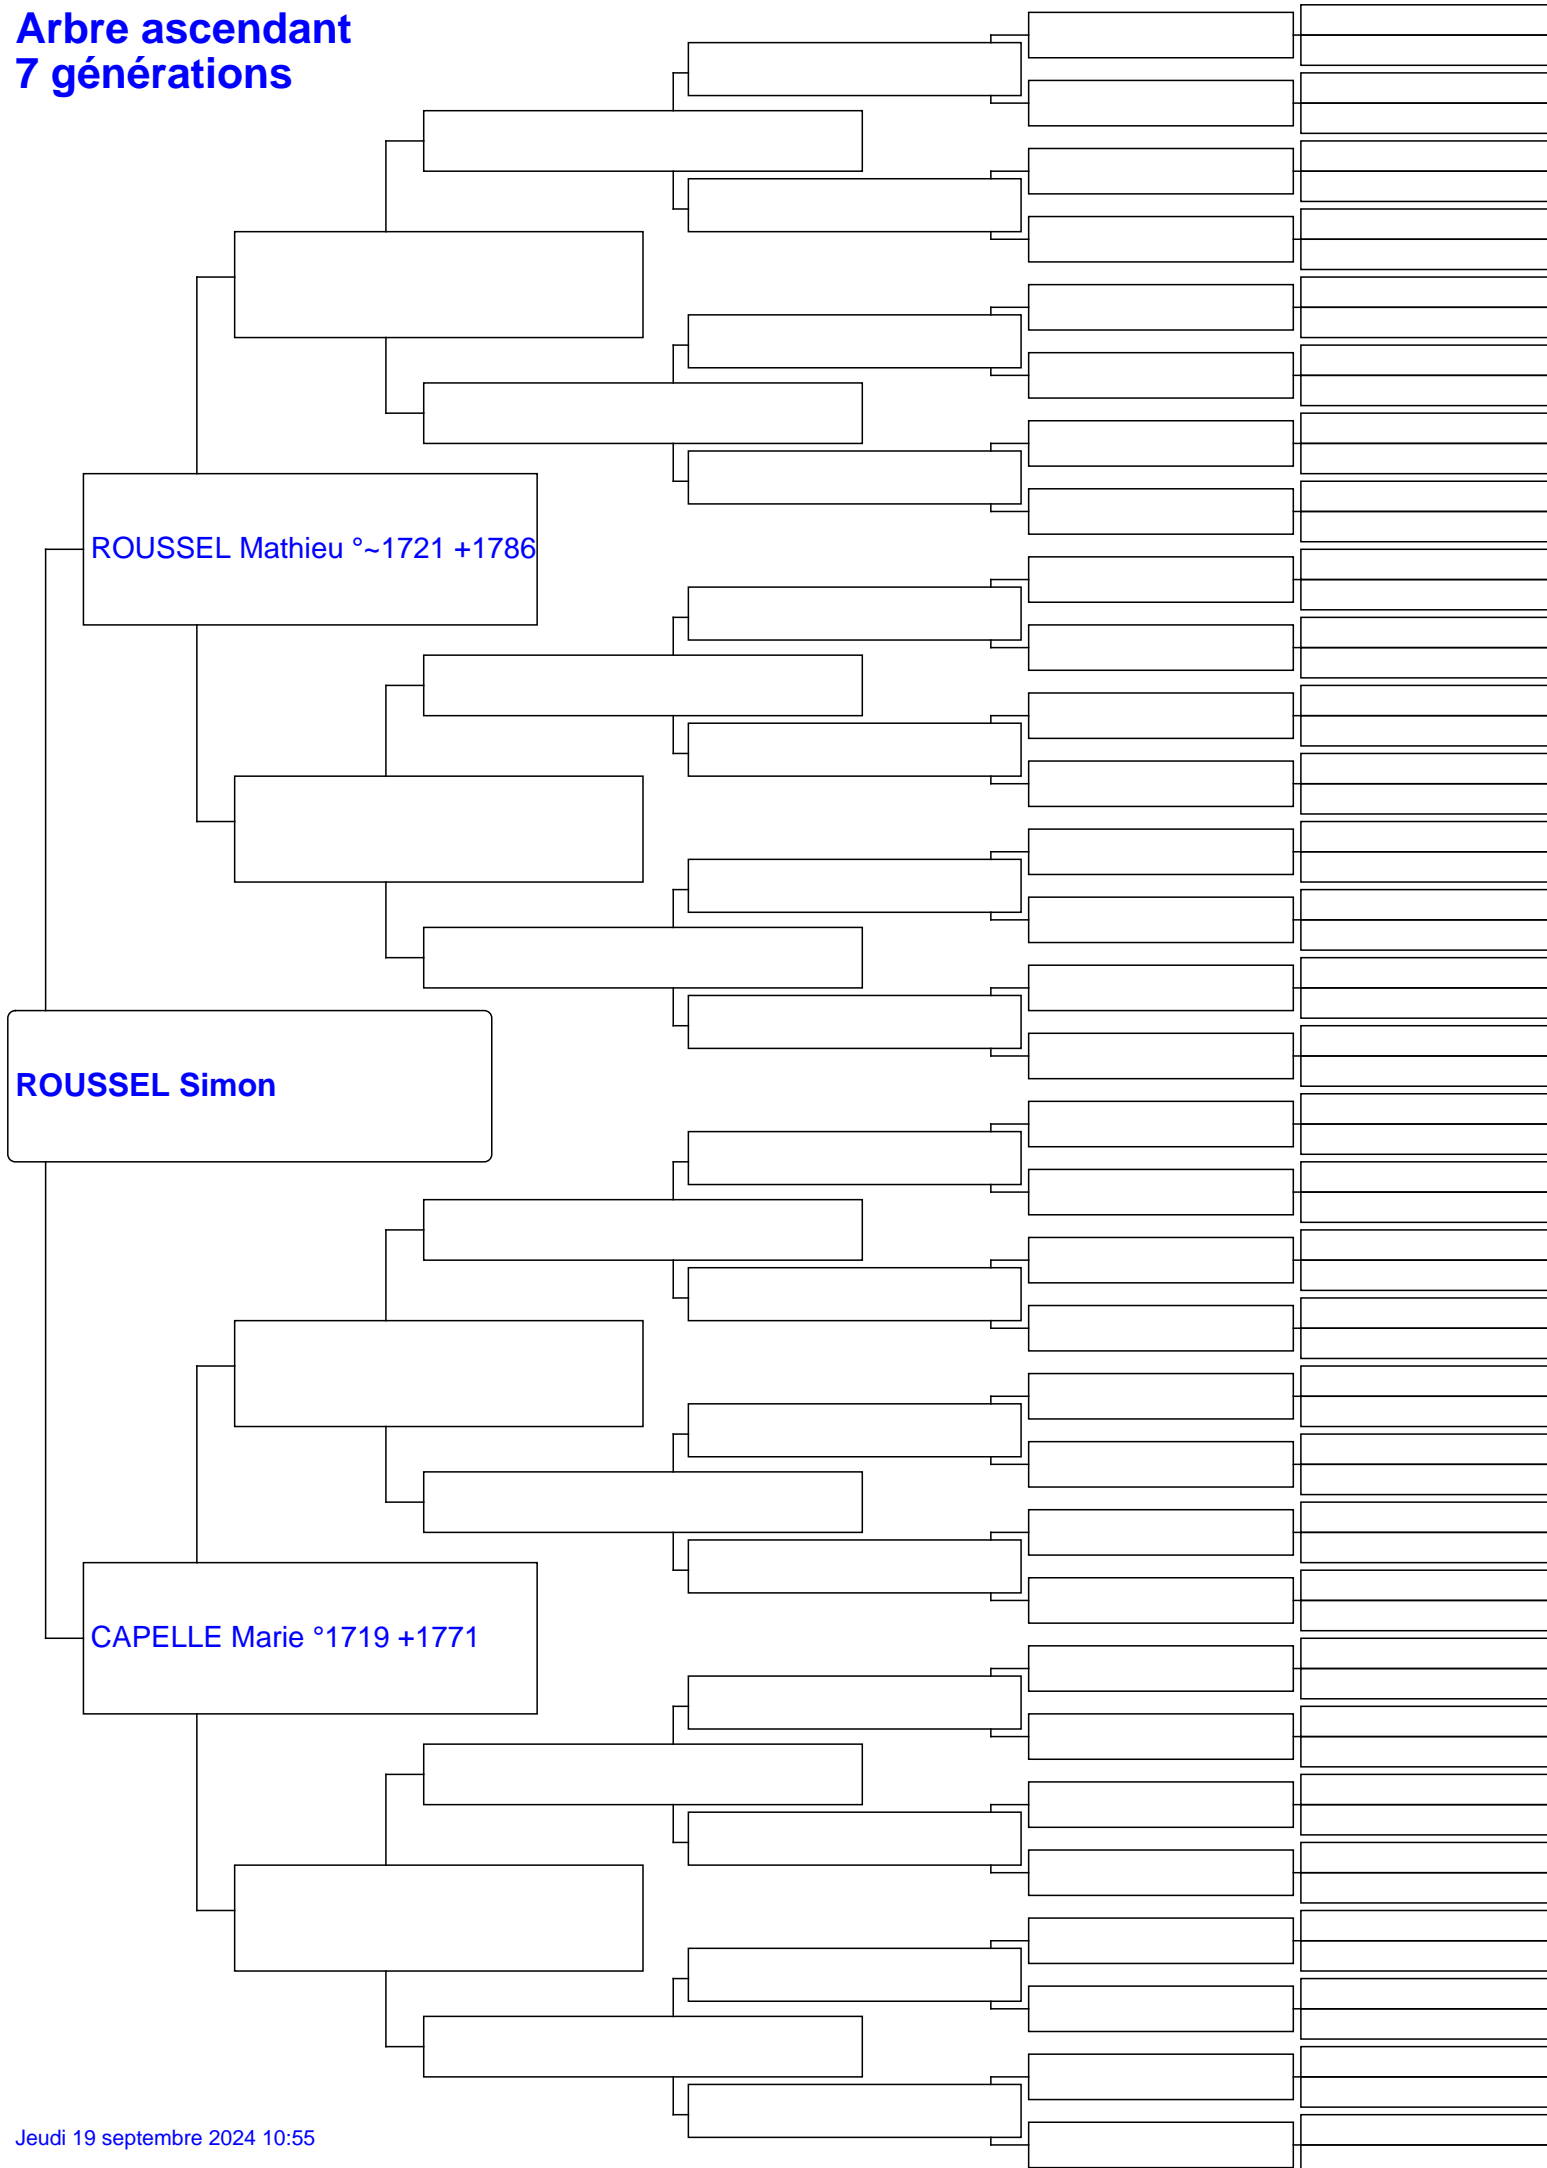 Arbre ascendant
7 générations
ROUSSEL Mathieu °~1721 +1786
ROUSSEL Simon
CAPELLE Marie °1719 +1771
Jeudi 19 septembre 2024 10:55